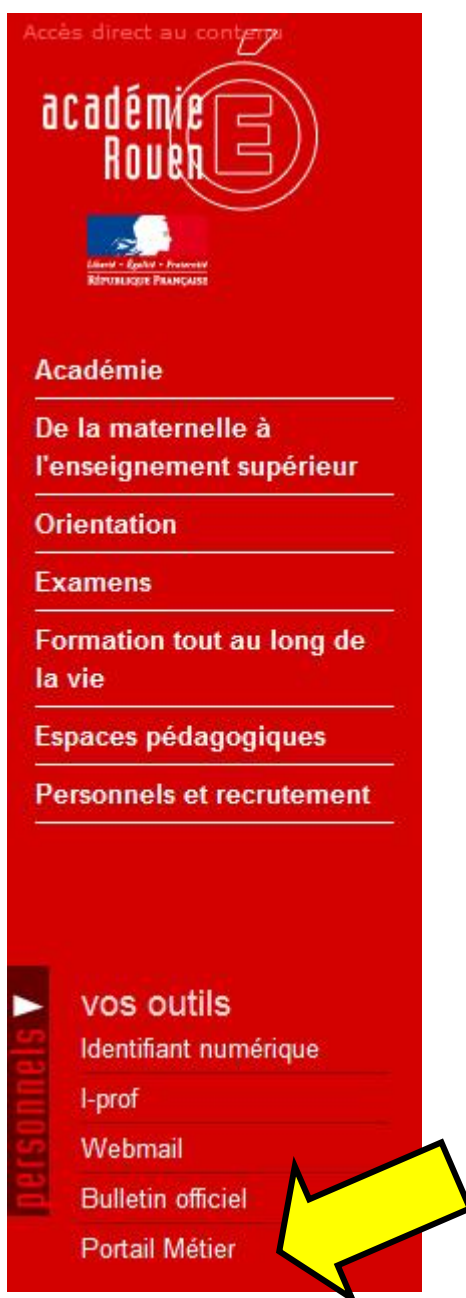 Accès direct au contenu
académie
Rouen
É
Liberté • Égalité • Fraternité
RÉPUBLIQUE FRANÇAISE
Académie
De la maternelle à
l'enseignement supérieur
Orientation
Examens
Formation tout au long de
la vie
Espaces pédagogiques
Personnels et recrutement
personnels
vos outils
Identifiant numérique
I-prof
Webmail
Bulletin officiel
Portail Métier